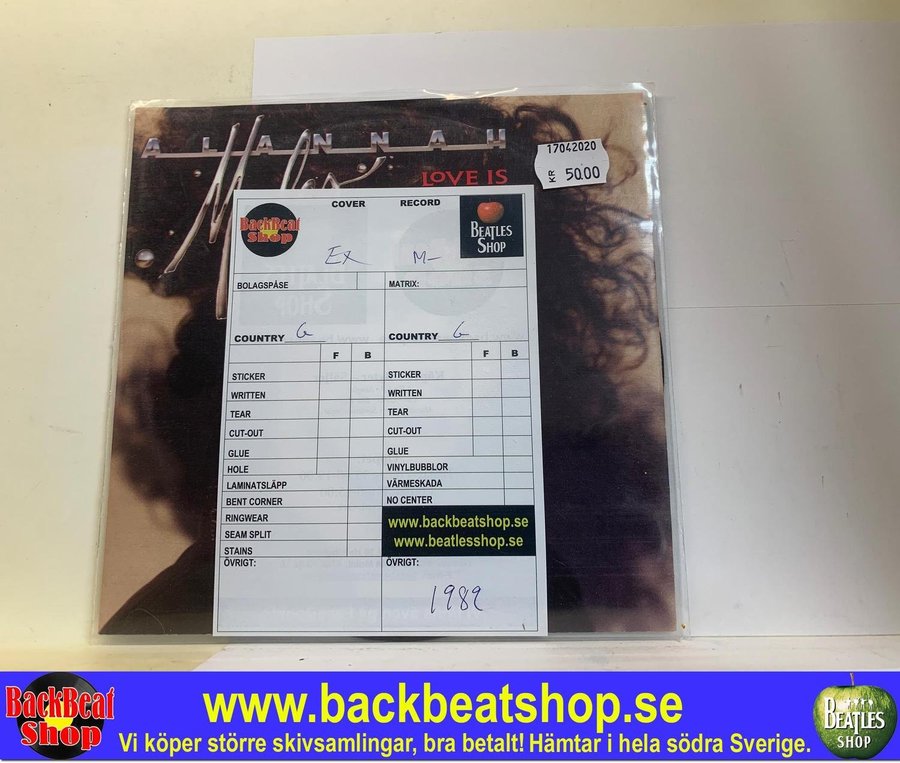 ALANNAH
Myles
LOVE IS
17042020
KR 50.00
COVER
RECORD
BackBeat
Shop
BEATLES
SHOP
EX
M-
BOLAGSPÅSE
MATRIX:
COUNTRY G
COUNTRY G
F B
F B
STICKER
STICKER
WRITTEN
WRITTEN
TEAR
TEAR
CUT-OUT
CUT-OUT
GLUE
GLUE
HOLE
VINYLBUBBLOR
LAMINATSLÄPP
VÄRMESKADA
BENT CORNER
NO CENTER
RINGWEAR
www.backbeatshop.se
SEAM SPLIT
www.beatlesshop.se
STAINS
ÖVRIGT:
ÖVRIGT:
1989
BackBeat
Shop
www.backbeatshop.se
Vi köper större skivsamlingar, bra betalt! Hämtar i hela södra Sverige.
BEATLES
SHOP